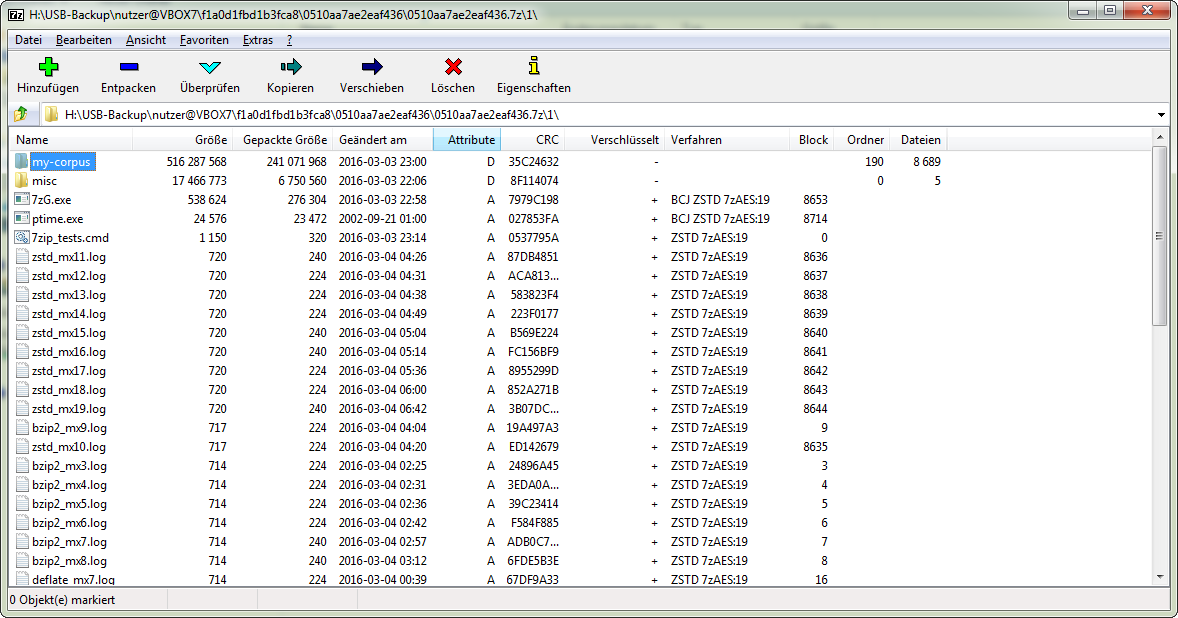 H:\USB-Backup\nutzer@VBOX7\f1a0d1fbd1b3fca8\0510aa7ae2eaf436\0510aa7ae2eaf436.7z\1\
Datei Bearbeiten Ansicht Favoriten Extras ?
Hinzufügen Entpacken Überprüfen Kopieren Verschieben Löschen Eigenschaften
H:\USB-Backup\nutzer@VBOX7\f1a0d1fbd1b3fca8\0510aa7ae2eaf436\0510aa7ae2eaf436.7z\1\
Name Größe Gepackte Größe Geändert am Attribute CRC Verschlüsselt Verfahren Block Ordner Dateien
my-corpus 516 287 568 241 071 968 2016-03-03 23:00 D 35C24632 - 190 8 689
misc 17 466 773 6 750 560 2016-03-03 22:06 D 8F114074 - 0 5
7zG.exe 538 624 276 304 2016-03-03 22:58 A 7979C198 + BCJ ZSTD 7zAES:19 8653
ptime.exe 24 576 23 472 2002-09-21 01:00 A 027853FA + BCJ ZSTD 7zAES:19 8714
7zip_tests.cmd 1 150 320 2016-03-03 23:14 A 0537795A + ZSTD 7zAES:19 0
zstd_mx11.log 720 240 2016-03-04 04:26 A 87DB4851 + ZSTD 7zAES:19 8636
zstd_mx12.log 720 224 2016-03-04 04:31 A ACA813... + ZSTD 7zAES:19 8637
zstd_mx13.log 720 224 2016-03-04 04:38 A 583823F4 + ZSTD 7zAES:19 8638
zstd_mx14.log 720 224 2016-03-04 04:49 A 223F0177 + ZSTD 7zAES:19 8639
zstd_mx15.log 720 240 2016-03-04 05:04 A B569E224 + ZSTD 7zAES:19 8640
zstd_mx16.log 720 240 2016-03-04 05:14 A FC156BF9 + ZSTD 7zAES:19 8641
zstd_mx17.log 720 224 2016-03-04 05:36 A 8955299D + ZSTD 7zAES:19 8642
zstd_mx18.log 720 224 2016-03-04 06:00 A 852A271B + ZSTD 7zAES:19 8643
zstd_mx19.log 720 240 2016-03-04 06:42 A 3B07DC... + ZSTD 7zAES:19 8644
bzip2_mx9.log 717 224 2016-03-04 04:04 A 19A497A3 + ZSTD 7zAES:19 9
zstd_mx10.log 717 224 2016-03-04 04:20 A ED142679 + ZSTD 7zAES:19 8635
bzip2_mx3.log 714 224 2016-03-04 02:25 A 24896A45 + ZSTD 7zAES:19 3
bzip2_mx4.log 714 224 2016-03-04 02:31 A 3EDA0A... + ZSTD 7zAES:19 4
bzip2_mx5.log 714 224 2016-03-04 02:36 A 39C23414 + ZSTD 7zAES:19 5
bzip2_mx6.log 714 224 2016-03-04 02:42 A F584F885 + ZSTD 7zAES:19 6
bzip2_mx7.log 714 240 2016-03-04 02:57 A ADB0C7... + ZSTD 7zAES:19 7
bzip2_mx8.log 714 240 2016-03-04 03:12 A 6FDE5B3E + ZSTD 7zAES:19 8
deflate_mx7.log 714 224 2016-03-04 00:39 A 67DF9A33 + ZSTD 7zAES:19 16
0 Objekt(e) markiert